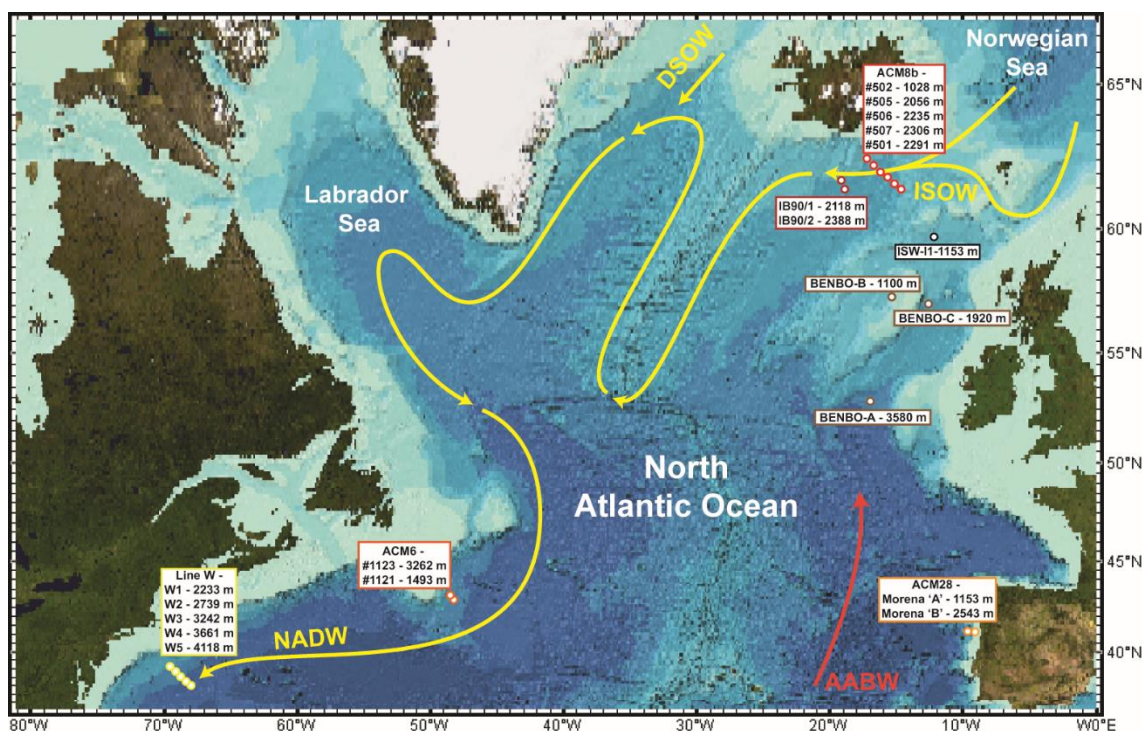 Norwegian
Sea
DSOW
ACM8b -
#502 - 1028 m
#505 - 2056 m
#506 - 2235 m
#507 - 2306 m
#501 - 2291 m
65°N
Labrador
Sea
ISOW
IB90/1 - 2118 m
IB90/2 - 2388 m
60°N
ISW-I1-1153 m
BENBO-B - 1100 m
BENBO-C - 1920 m
55°N
BENBO-A - 3580 m
North
Atlantic Ocean
50°N
ACM6 -
#1123 - 3262 m
#1121 - 1493 m
45°N
Line W -
W1 - 2233 m
W2 - 2739 m
W3 - 3242 m
W4 - 3661 m
W5 - 4118 m
ACM28 -
Morena ‘A’ - 1153 m
Morena ‘B’ - 2543 m
NADW
AABW
40°N
80°W
70°W
60°W
50°W
40°W
30°W
20°W
10°W
W0°E